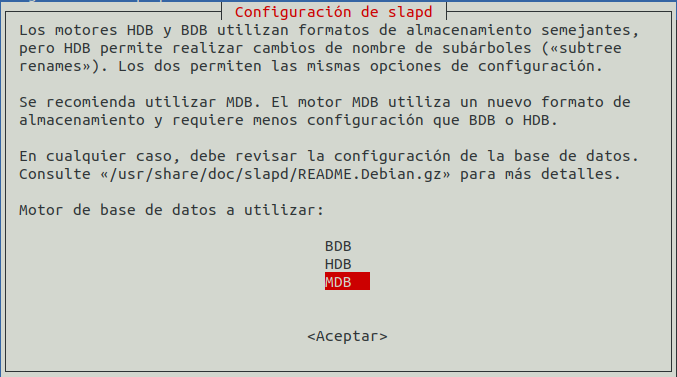 Configuración de slapd
Los motores HDB y BDB utilizan formatos de almacenamiento semejantes,
pero HDB permite realizar cambios de nombre de subárboles («subtree
renames»). Los dos permiten las mismas opciones de configuración.
Se recomienda utilizar MDB. El motor MDB utiliza un nuevo formato de
almacenamiento y requiere menos configuración que BDB o HDB.
En cualquier caso, debe revisar la configuración de la base de datos.
Consulte «/usr/share/doc/slapd/README.Debian.gz» para más detalles.
Motor de base de datos a utilizar:
BDB
HDB
MDB
<Aceptar>